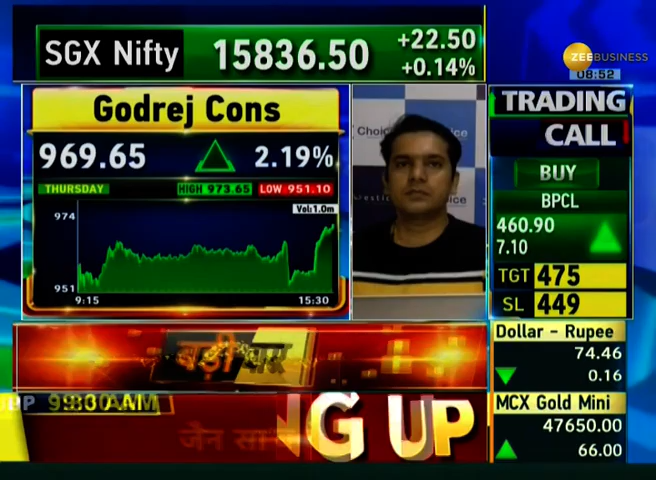 SGX Nifty 15836.50 +22.50
+0.14%
ZEEBUSINESS
08:52
Godrej Cons
969.65 2.19%
THURSDAY HIGH 973.65 LOW 951.10
Vol:1.0m
974
951
9:15 15:30
Choice
TRADING
CALL
BUY
BPCL
460.90
7.10
TGT 475
SL 449
Dollar - Rupee
74.46
0.16
MCX Gold Mini
47650.00
66.00
बड़ी
NG UP